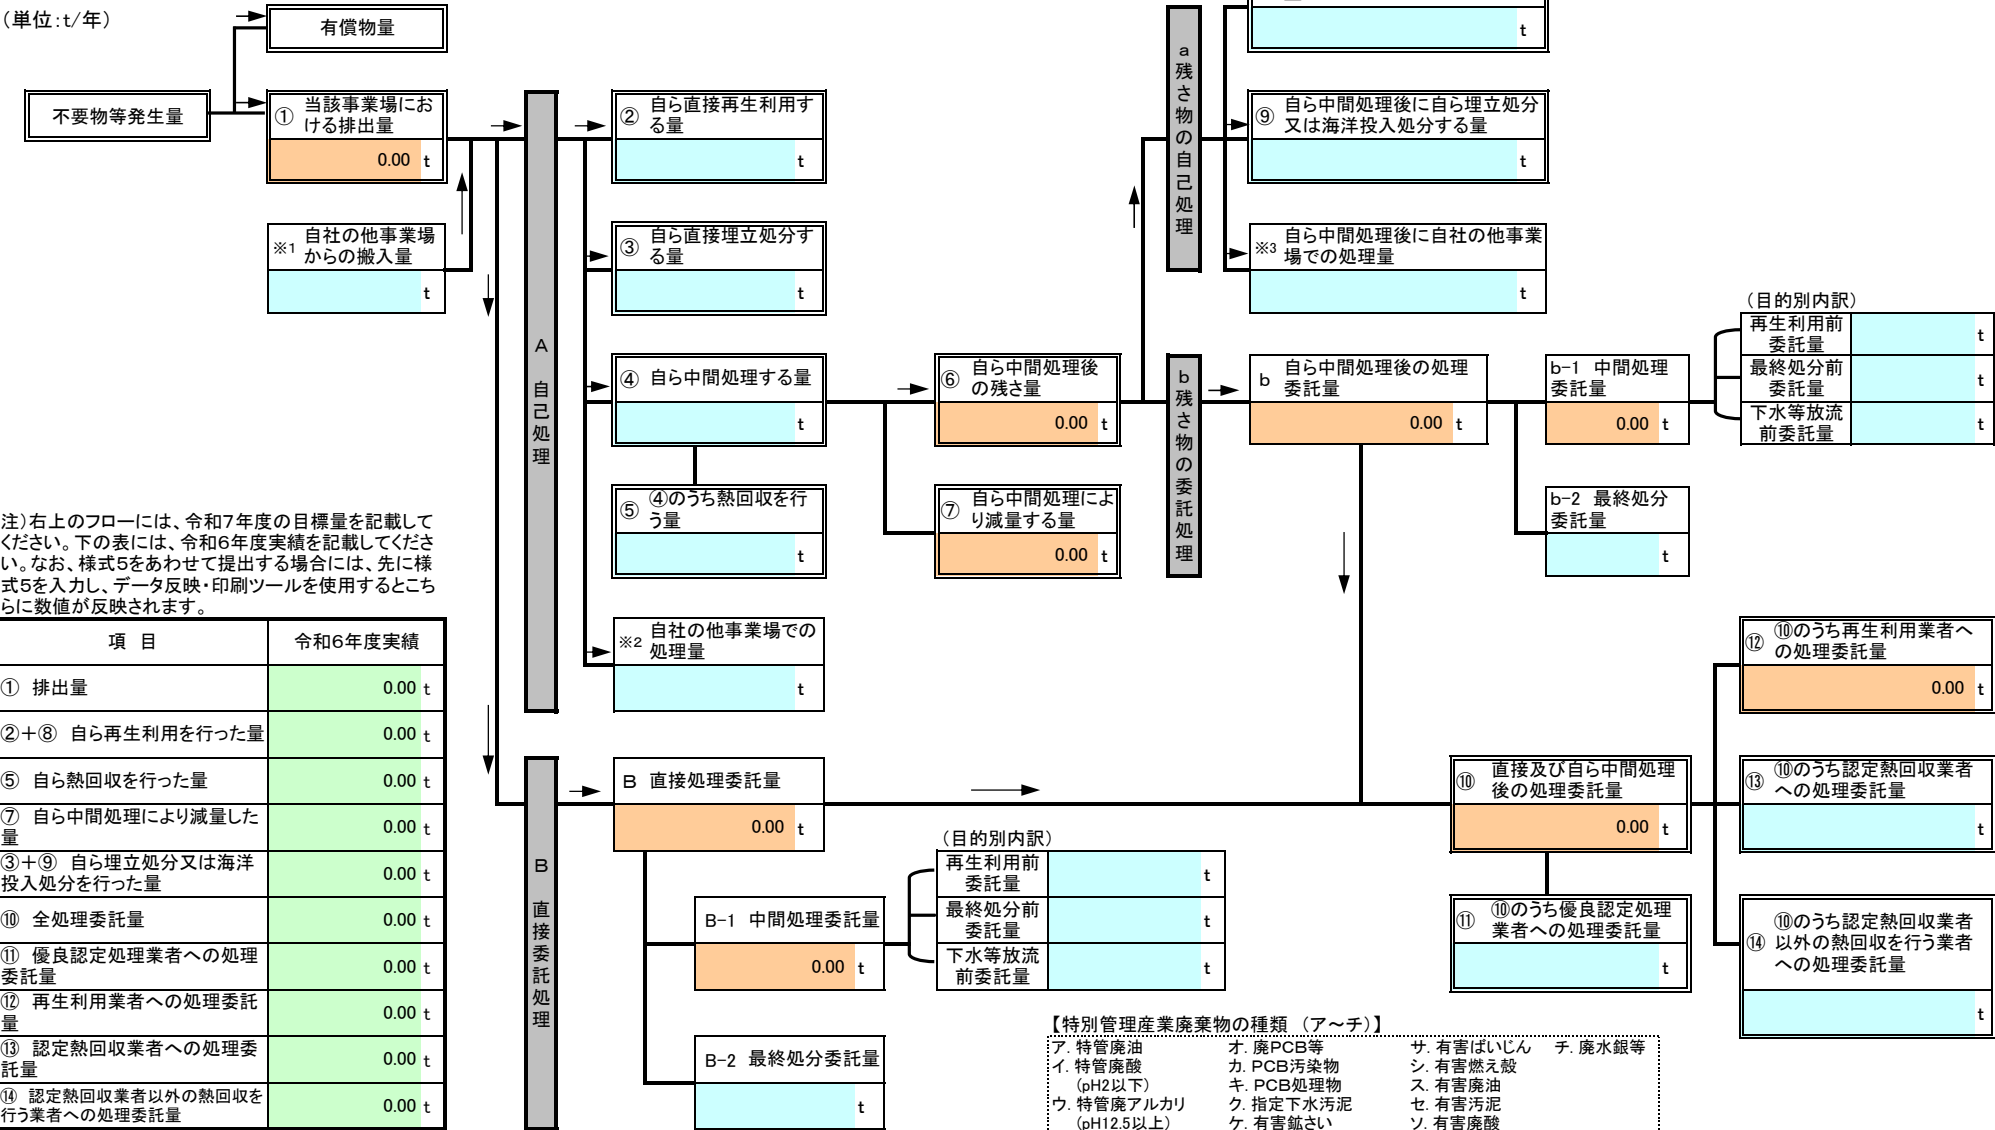 （単位：t/年）
有償物量
不要物等発生量
① 当該事業場にお
ける排出量
0.00 t
※1 自社の他事業場
からの搬入量
t
A 自己処理
② 自ら直接再生利用す
る量
t
③ 自ら直接埋立処分す
る量
t
④ 自ら中間処理する量
t
⑤ ④のうち熱回収を行
う量
t
※2 自社の他事業場での
処理量
t
⑥ 自ら中間処理後
の残さ量
0.00 t
⑦ 自ら中間処理によ
り減量する量
0.00 t
a 残さ物の自己処理
t
⑨ 自ら中間処理後に自ら埋立処分
又は海洋投入処分する量
t
※3 自ら中間処理後に自社の他事業
場での処理量
t
b 残さ物の委託処理
b 自ら中間処理後の処理
委託量
0.00 t
b-1 中間処理
委託量
0.00 t
b-2 最終処分
委託量
t
（目的別内訳）
再生利用前
委託量
t
最終処分前
委託量
t
下水等放流
前委託量
t
注）右上のフローには、令和７年度の目標量を記載して
ください。下の表には、令和６年度実績を記載してくださ
い。なお、様式５をあわせて提出する場合には、先に様
式５を入力し、データ反映・印刷ツールを使用するとこち
らに数値が反映されます。
項 目 令和６年度実績
① 排出量 0.00 t
②＋⑧ 自ら再生利用を行った量 0.00 t
⑤ 自ら熱回収を行った量 0.00 t
⑦ 自ら中間処理により減量した
量 0.00 t
③＋⑨ 自ら埋立処分又は海洋
投入処分を行った量 0.00 t
⑩ 全処理委託量 0.00 t
⑪ 優良認定処理業者への処理
委託量 0.00 t
⑫ 再生利用業者への処理委託
量 0.00 t
⑬ 認定熱回収業者への処理委
託量 0.00 t
⑭ 認定熱回収業者以外の熱回収を
行う業者への処理委託量 0.00 t
B 直接委託処理
B 直接処理委託量
0.00 t
B-1 中間処理委託量
0.00 t
B-2 最終処分委託量
t
（目的別内訳）
再生利用前
委託量
t
最終処分前
委託量
t
下水等放流
前委託量
t
⑩ 直接及び自ら中間処理
後の処理委託量
0.00 t
⑪ ⑩のうち優良認定処理
業者への処理委託量
t
⑫ ⑩のうち再生利用業者へ
の処理委託量
0.00 t
⑬ ⑩のうち認定熱回収業者
への処理委託量
t
⑭ ⑩のうち認定熱回収業者
以外の熱回収を行う業者
への処理委託量
t
【特別管理産業廃棄物の種類 （ア～チ）】
ア. 特管廃油 オ. 廃PCB等 サ. 有害ばいじん チ. 廃水銀等
イ. 特管廃酸 カ. PCB汚染物 シ. 有害燃え殻
（pH2以下） キ. PCB処理物 ス. 有害廃油
ウ. 特管廃アルカリ ク. 指定下水汚泥 セ. 有害汚泥
（pH12.5以上） ケ. 有害鉱さい ソ. 有害廃酸